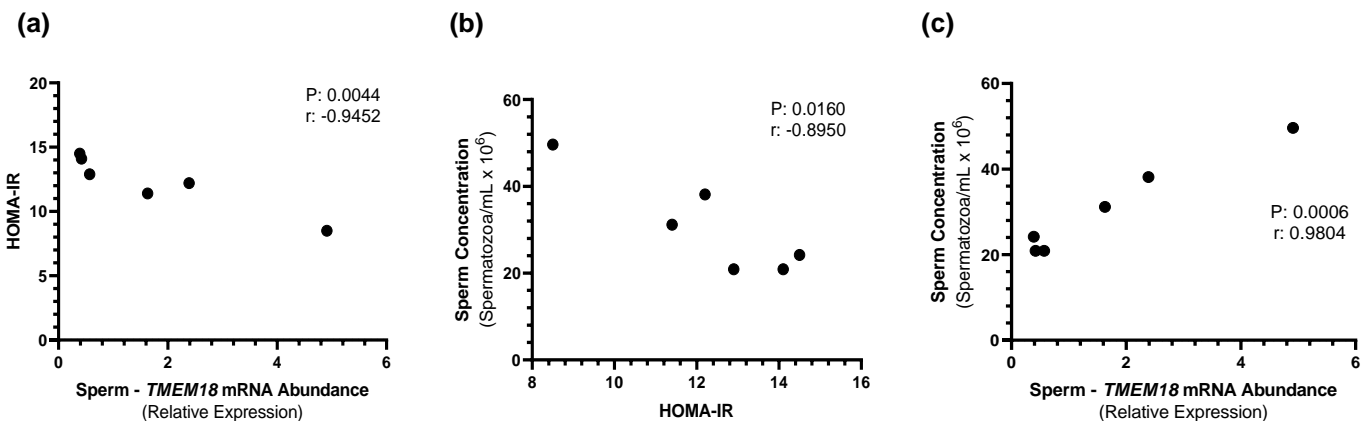 (a)
P: 0.0044
r: -0.9452
HOMA-IR
20
15
10
5
0
0
2
4
6
Sperm - TMEM18 mRNA Abundance
(Relative Expression)
(b)
P: 0.0160
r: -0.8950
Sperm Concentration
(Spermatozoa/mL x 10⁶)
60
40
20
0
8
10
12
14
16
HOMA-IR
(c)
P: 0.0006
r: 0.9804
Sperm Concentration
(Spermatozoa/mL x 10⁶)
60
40
20
0
0
2
4
6
Sperm - TMEM18 mRNA Abundance
(Relative Expression)